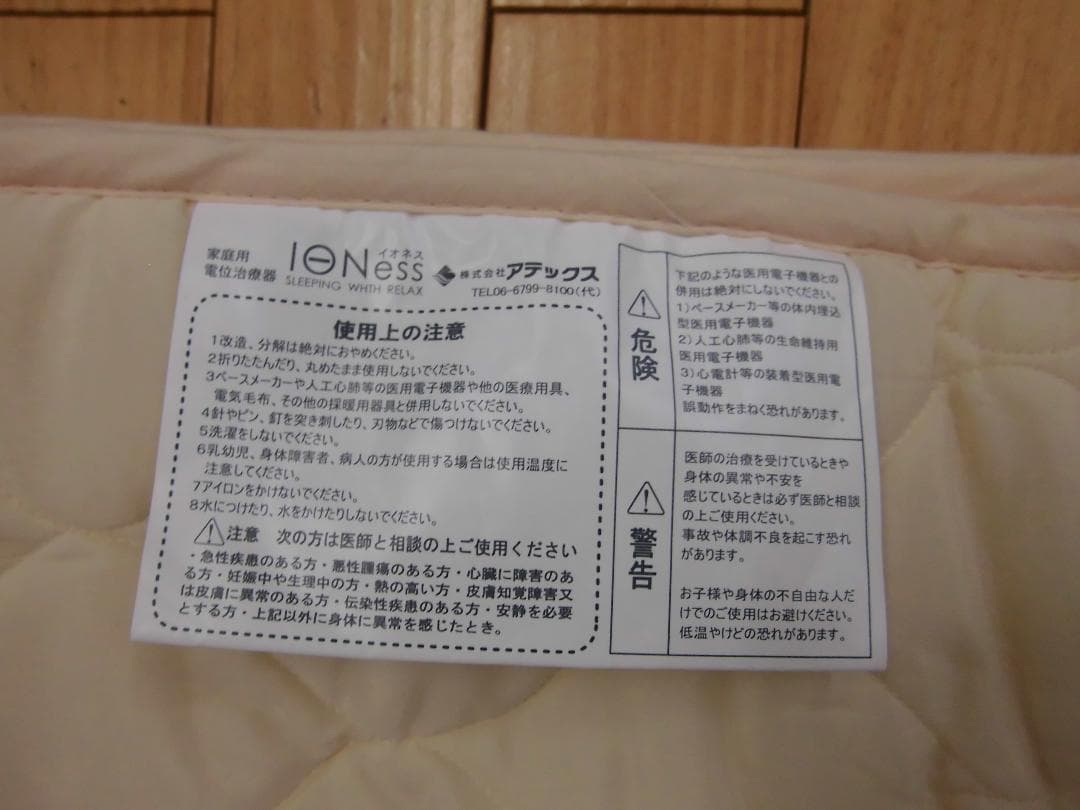 家庭用
電位治療器
イオネス
IONess
SLEEPING WHTH RELAX
株式会社アテックス
TEL06-6799-8100(代)
使用上の注意
1改造、分解は絶対におやめください。
2折りたたんだり、丸めたまま使用しないでください。
3ペースメーカーや人工心肺等の医用電子機器や他の医療用具、
電気毛布、その他の採暖用器具と併用しないでください。
4針やピン、釘を突き刺したり、刃物などで傷つけないでください。
5洗濯をしないでください。
6乳幼児、身体障害者、病人の方が使用する場合は使用温度に
注意してください。
7アイロンをかけないでください。
8水につけたり、水をかけたりしないでください。
注意 次の方は医師と相談の上ご使用ください
・急性疾患のある方・悪性腫瘍のある方・心臓に障害のあ
る方・妊娠中や生理中の方・熱の高い方・皮膚知覚障害又
は皮膚に異常のある方・伝染性疾患のある方・安静を必要
とする方・上記以外に身体に異常を感じたとき。
危険
下記のような医用電子機器との
併用は絶対にしないでください。
1)ペースメーカー等の体内埋込
型医用電子機器
2)人工心肺等の生命維持用
医用電子機器
3)心電計等の装着型医用電
子機器
誤動作をまねく恐れがあります。
警告
医師の治療を受けているときや
身体の異常や不安を
感じているときは必ず医師と相談
の上ご使用ください。
事故や体調不良を起こす恐れ
があります。
お子様や身体の不自由な人だ
けでのご使用はお避けください。
低温やけどの恐れがあります。